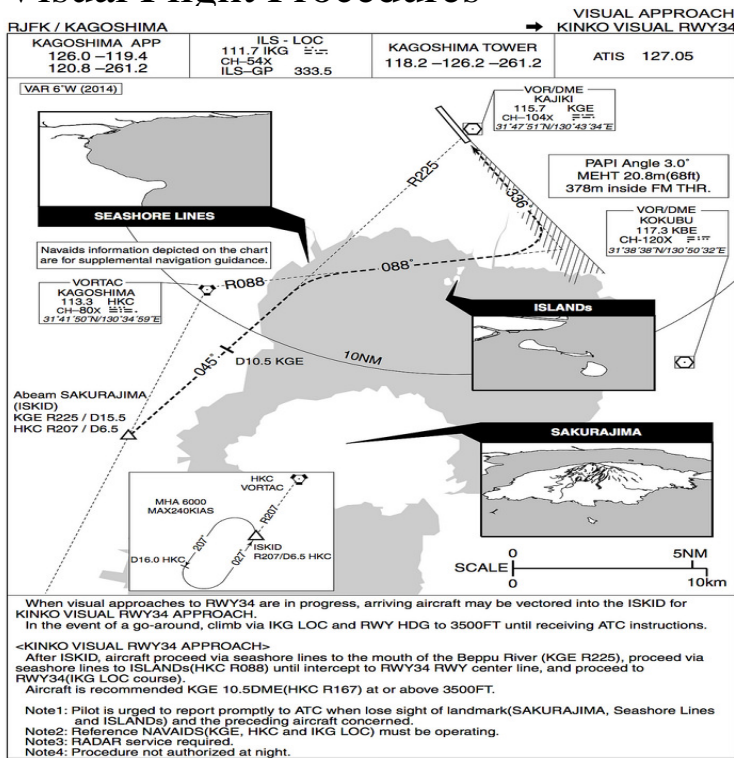 Visual Flight Procedures
RJFK / KAGOSHIMA
VISUAL APPROACH
KINKO VISUAL RWY34
KAGOSHIMA APP
126.0 –119.4
120.8 –261.2
ILS - LOC
111.7 IKG
CH–54X
ILS–GP 333.5
KAGOSHIMA TOWER
118.2 –126.2 –261.2
ATIS 127.05
VAR 6°W (2014)
VOR/DME
KAJIKI
115.7 KGE
CH–104X
31°47'51"N/130°43'34"E
R225
336°
PAPI Angle 3.0°
MEHT 20.8m(68ft)
378m inside FM THR.
SEASHORE LINES
VOR/DME
KOKUBU
117.3 KBE
CH-120X
31°38'38"N/130°50'32"E
Navaids information depicted on the chart
are for supplemental navigation guidance.
VORTAC
KAGOSHIMA
113.3 HKC
CH–80X
31°41'50"N/130°34'59"E
R088
088°
ISLANDs
045°
D10.5 KGE
10NM
Abeam SAKURAJIMA
(ISKID)
KGE R225 / D15.5
HKC R207 / D6.5
SAKURAJIMA
HKC
VORTAC
MHA 6000
MAX240KIAS
R207
207°
027°
D16.0 HKC
ISKID
R207/D6.5 HKC
SCALE
0 5NM
0 10km
When visual approaches to RWY34 are in progress, arriving aircraft may be vectored into the ISKID for
KINKO VISUAL RWY34 APPROACH.
In the event of a go-around, climb via IKG LOC and RWY HDG to 3500FT until receiving ATC instructions.
<KINKO VISUAL RWY34 APPROACH>
After ISKID, aircraft proceed via seashore lines to the mouth of the Beppu River (KGE R225), proceed via
seashore lines to ISLANDs(HKC R088) until intercept to RWY34 RWY center line, and proceed to
RWY34(IKG LOC course).
Aircraft is recommended KGE 10.5DME(HKC R167) at or above 3500FT.
Note1: Pilot is urged to report promptly to ATC when lose sight of landmark(SAKURAJIMA, Seashore Lines
and ISLANDs) and the preceding aircraft concerned.
Note2: Reference NAVAIDS(KGE, HKC and IKG LOC) must be operating.
Note3: RADAR service required.
Note4: Procedure not authorized at night.